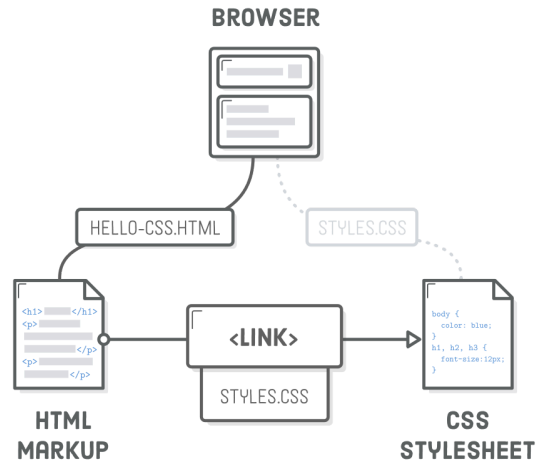 BROWSER
HELLO-CSS.HTML
STYLES.CSS
<h1> </h1>
<p>
</p>
<p>
</p>
<LINK>
STYLES.CSS
body {
color: blue;
}
h1, h2, h3 {
font-size:12px;
}
HTML
MARKUP
CSS
STYLESHEET